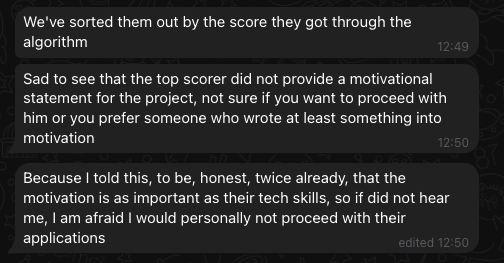 We've sorted them out by the score they got through the
algorithm
12:49
Sad to see that the top scorer did not provide a motivational
statement for the project, not sure if you want to proceed with
him or you prefer someone who wrote at least something into
motivation
12:50
Because I told this, to be, honest, twice already, that the
motivation is as important as their tech skills, so if did not hear
me, I am afraid I would personally not proceed with their
applications
edited 12:50